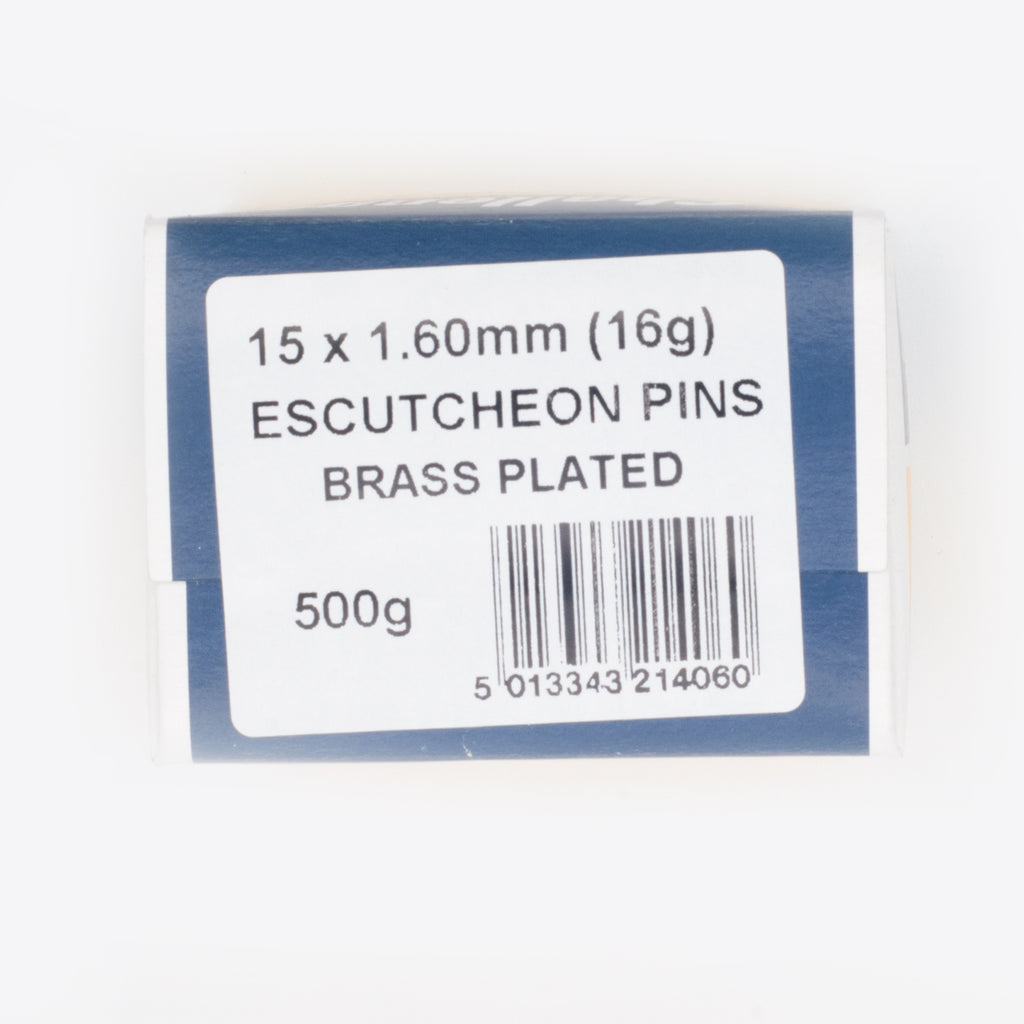 15 x 1.60mm (16g)
ESCUTCHEON PINS
BRASS PLATED
500g
5 013343 214060